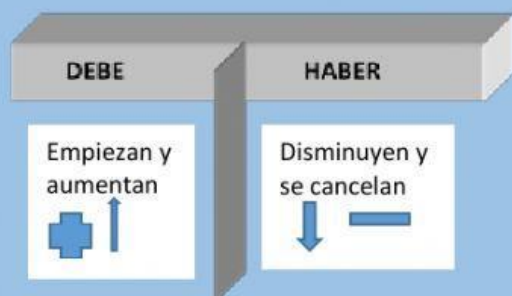 DEBE
HABER
Empiezan y
aumentan
Disminuyen y
se cancelan